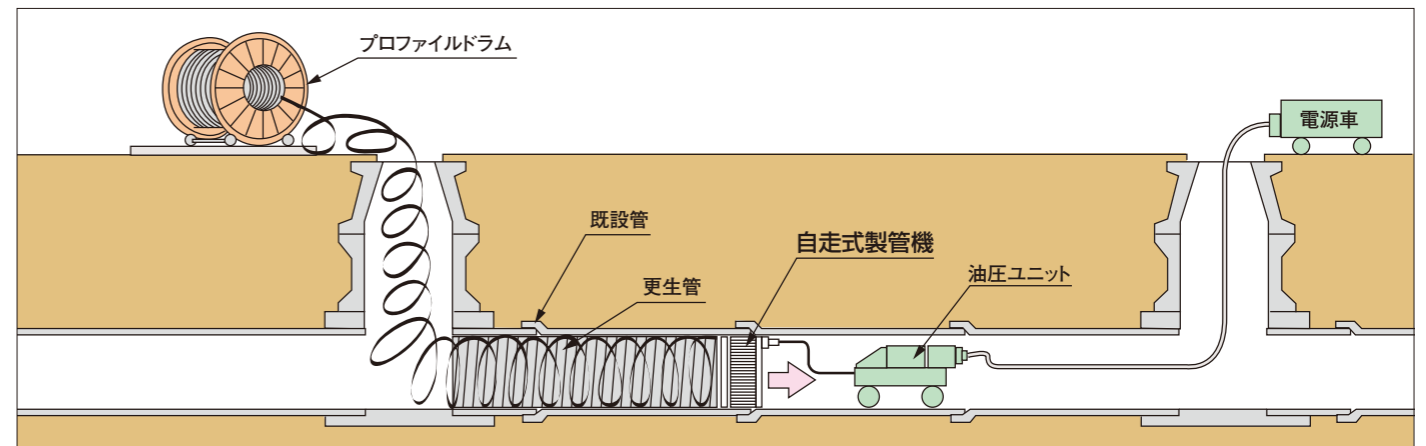 プロファイルドラム
電源車
既設管
自走式製管機
油圧ユニット
更生管